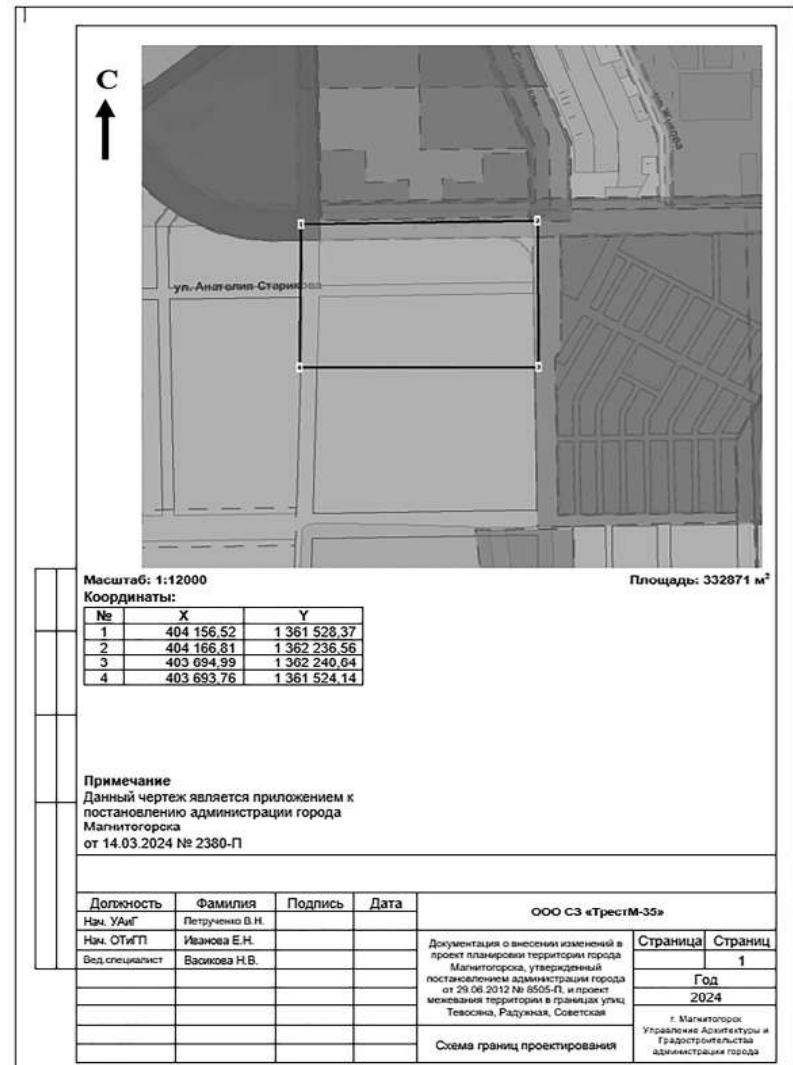 С
Советская
ул. Жукова
1
2
ул. Анатолия Старикова
4
3
Масштаб: 1:12000
Площадь: 332871 м²
Координаты:
№ X Y
1 404 156,52 1 361 528,37
2 404 166,81 1 362 236,56
3 403 694,99 1 362 240,64
4 403 693,76 1 361 524,14
Примечание
Данный чертеж является приложением к
постановлению администрации города
Магнитогорска
от 14.03.2024 № 2380-П
Должность Фамилия Подпись Дата
ООО СЗ «ТрестМ-35»
Нач. УАиГ Петрученко В.Н.
Нач. ОТиГП Иванова Е.Н.
Вед.специалист Васикова Н.В.
Документация о внесении изменений в
проект планировки территории города
Магнитогорска, утвержденный
постановлением администрации города
от 29.06.2012 № 8505-П, и проект
межевания территории в границах улиц
Тевосяна, Радужная, Советская
Страница Страниц
1
Год
2024
Схема границ проектирования
г. Магнитогорск
Управление Архитектуры и
Градостроительства
администрации города